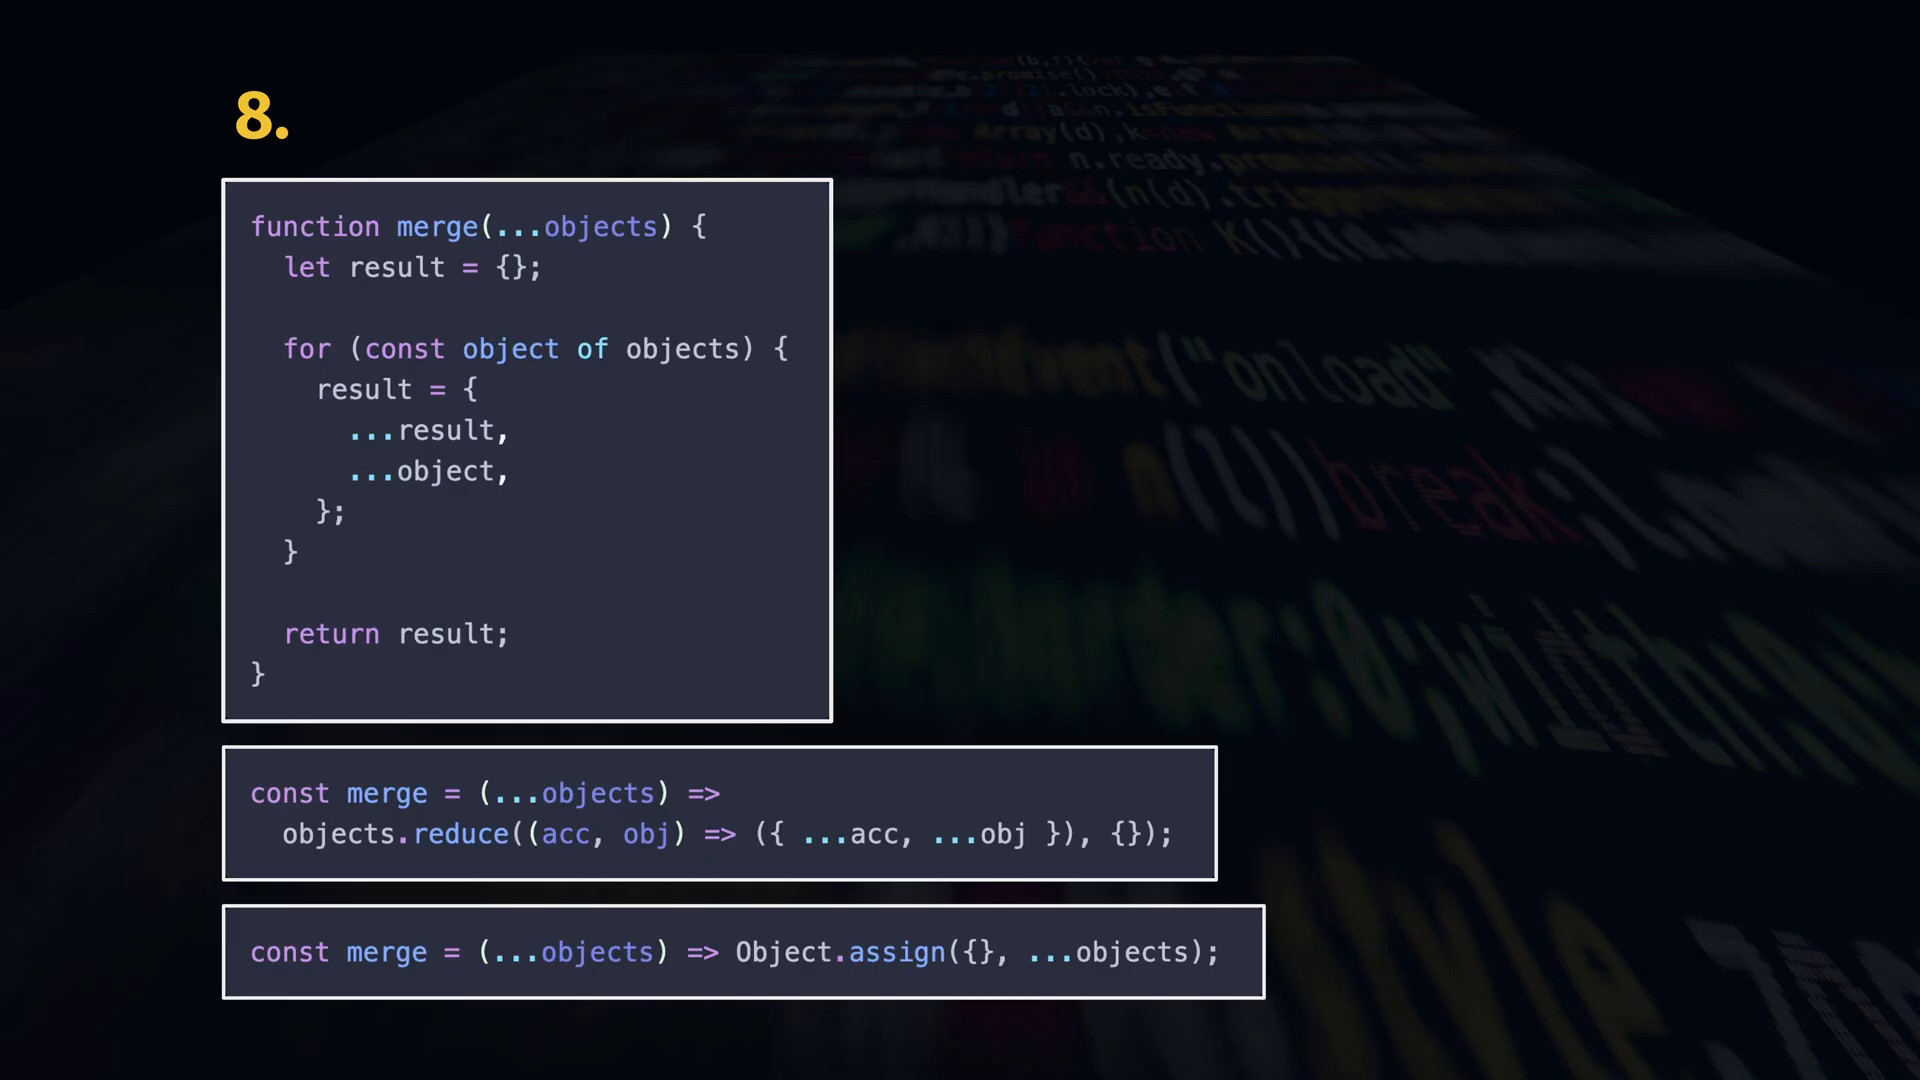 8.
function merge(...objects) {
  let result = {};

  for (const object of objects) {
    result = {
      ...result,
      ...object,
    };
  }

  return result;
}
const merge = (...objects) =>
  objects.reduce((acc, obj) => ({ ...acc, ...obj }), {});
const merge = (...objects) => Object.assign({}, ...objects);